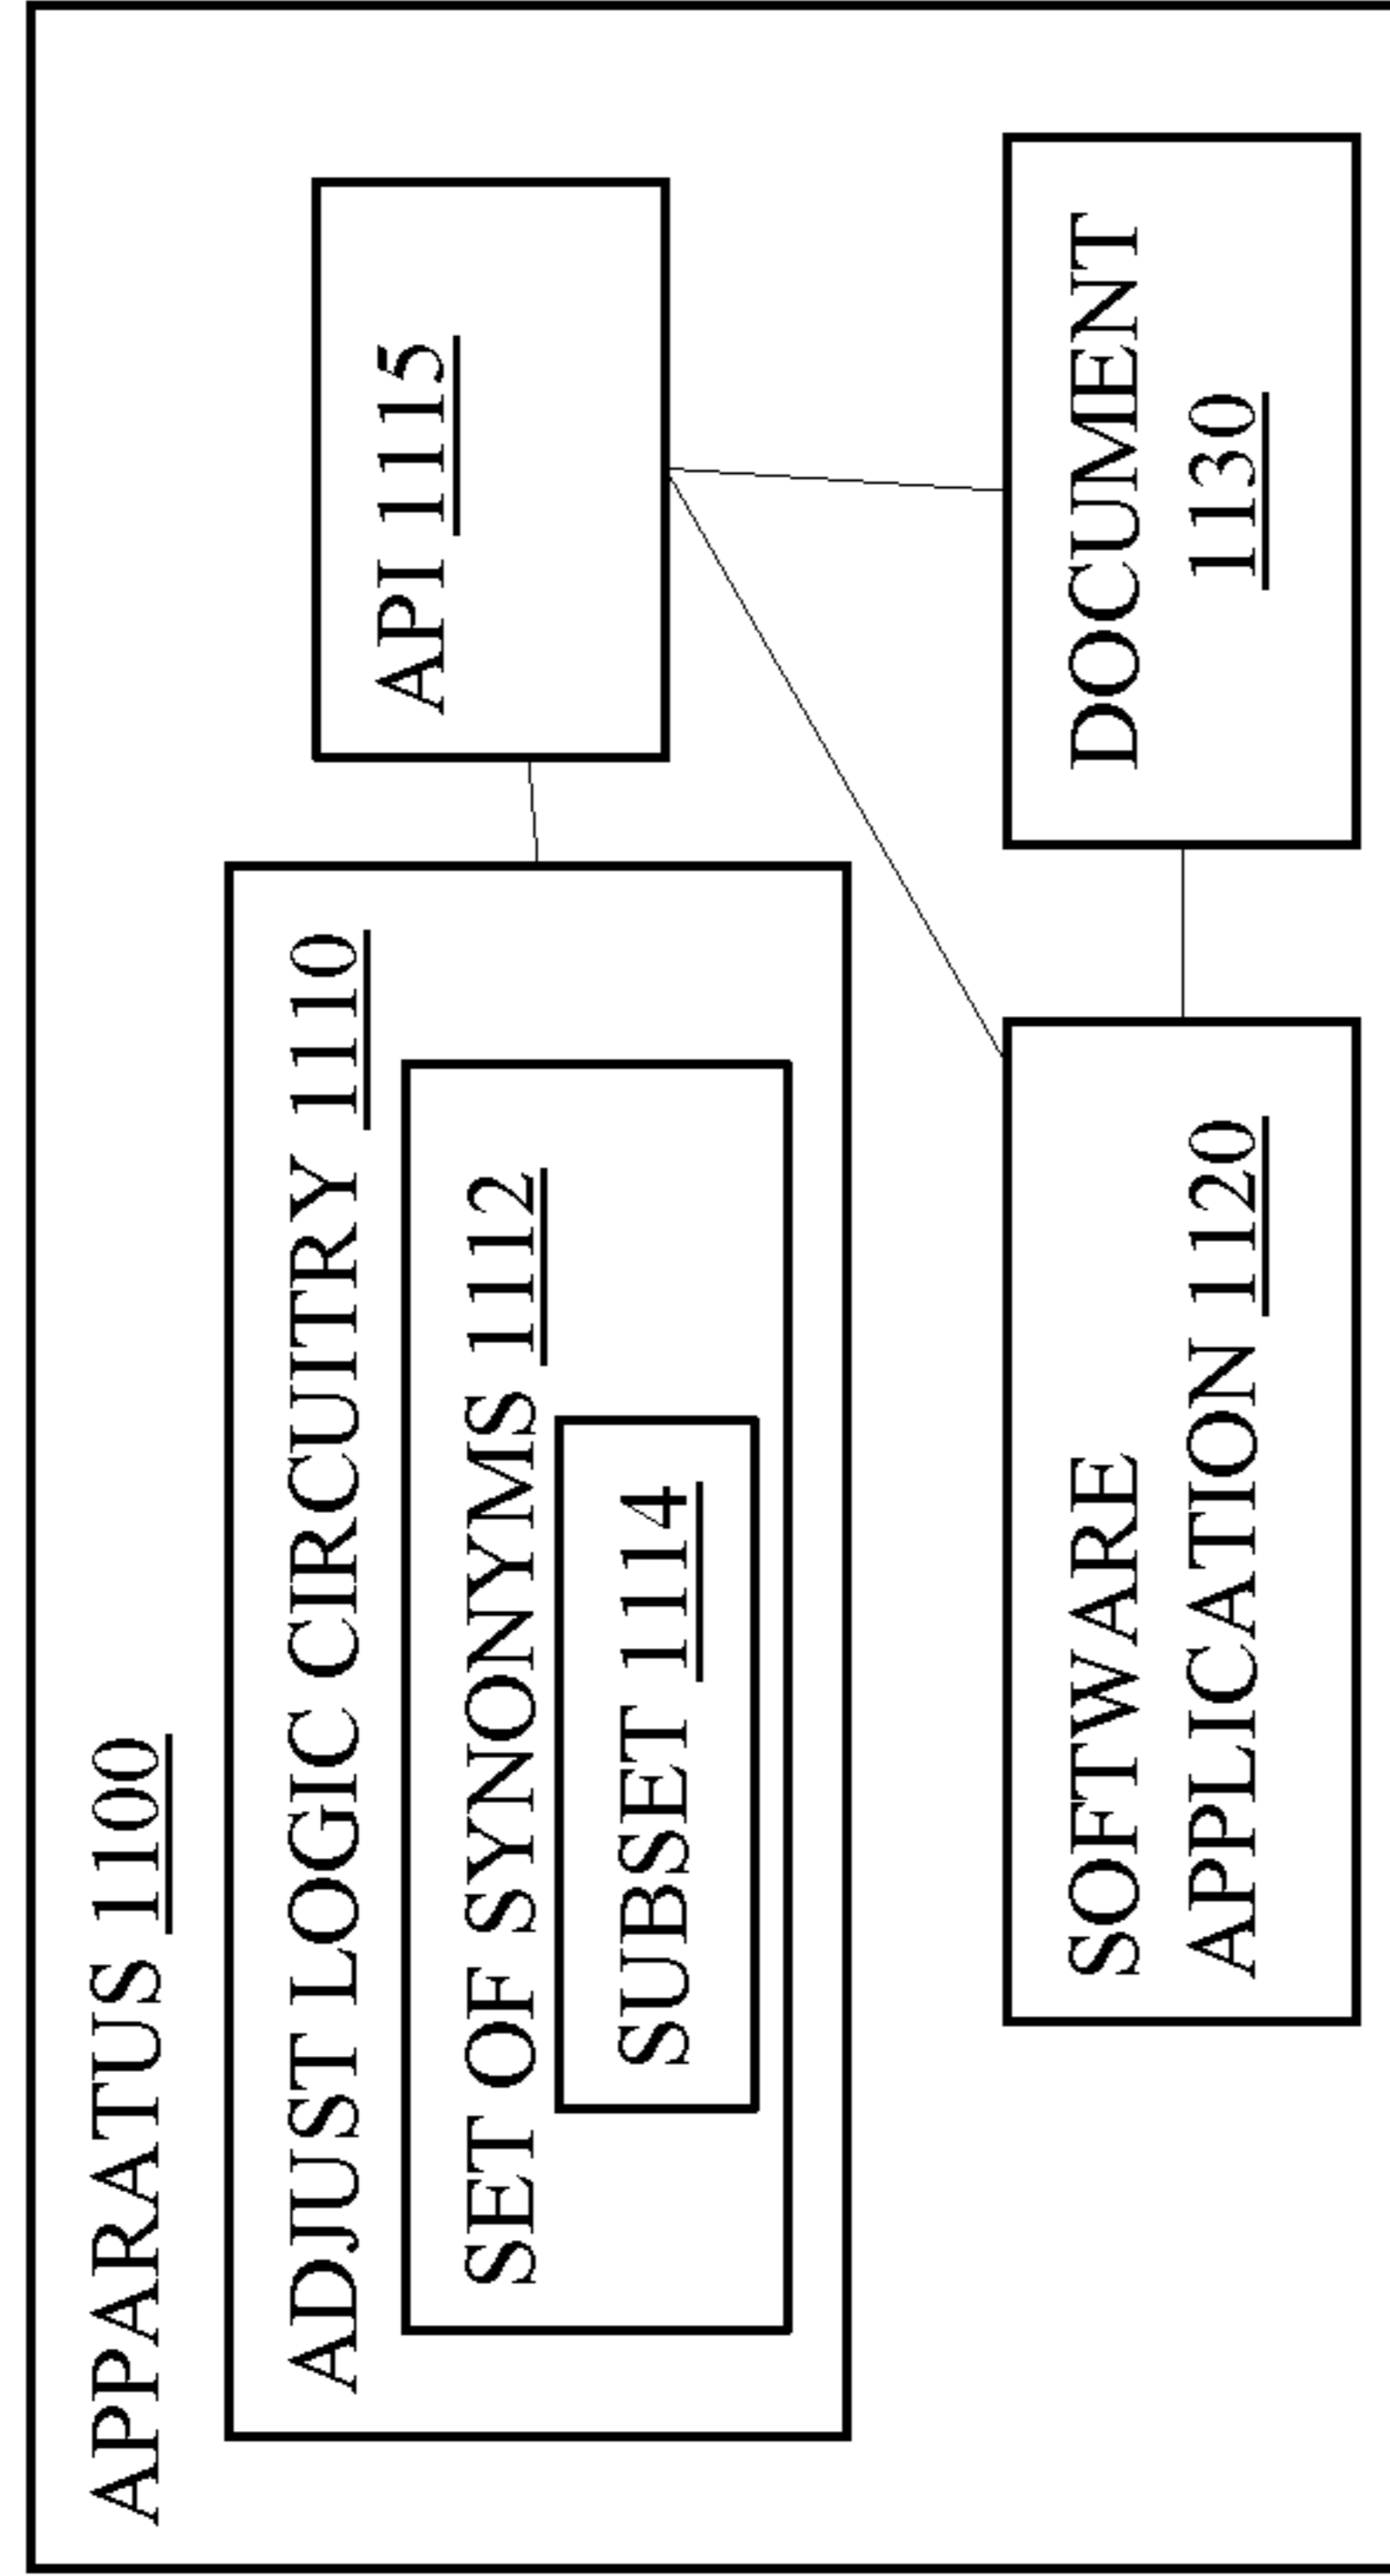 APPARATUS 1100
ADJUST LOGIC CIRCUITRY 1110
SET OF SYNONYMS 1112
SUBSET 1114
API 1115
SOFTWARE
APPLICATION 1120
DOCUMENT
1130